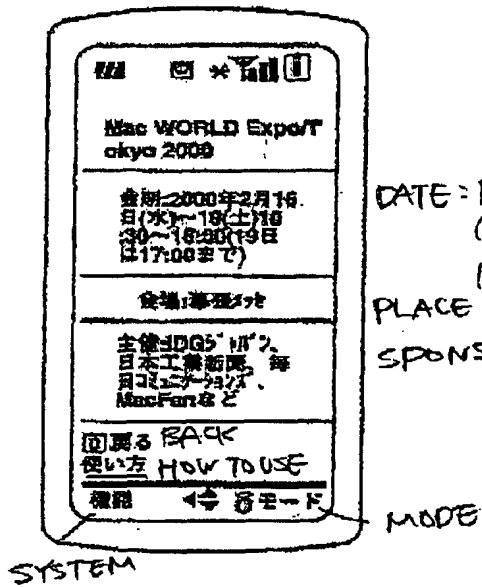 Mac WORLD Expo/T
okyo 2000
会期:2000年2月16
日(水)~18(土)10
:30~18:00(19日
は17:00まで)
DATE:
会場:幕張メッセ
PLACE
主催:IDGジャパン、
日本工業新聞、毎
日コミュニケーションズ、
MacFanなど
SPONS
0 戻る BACK
使い方 HOW TO USE
モード
MODE
SYSTEM